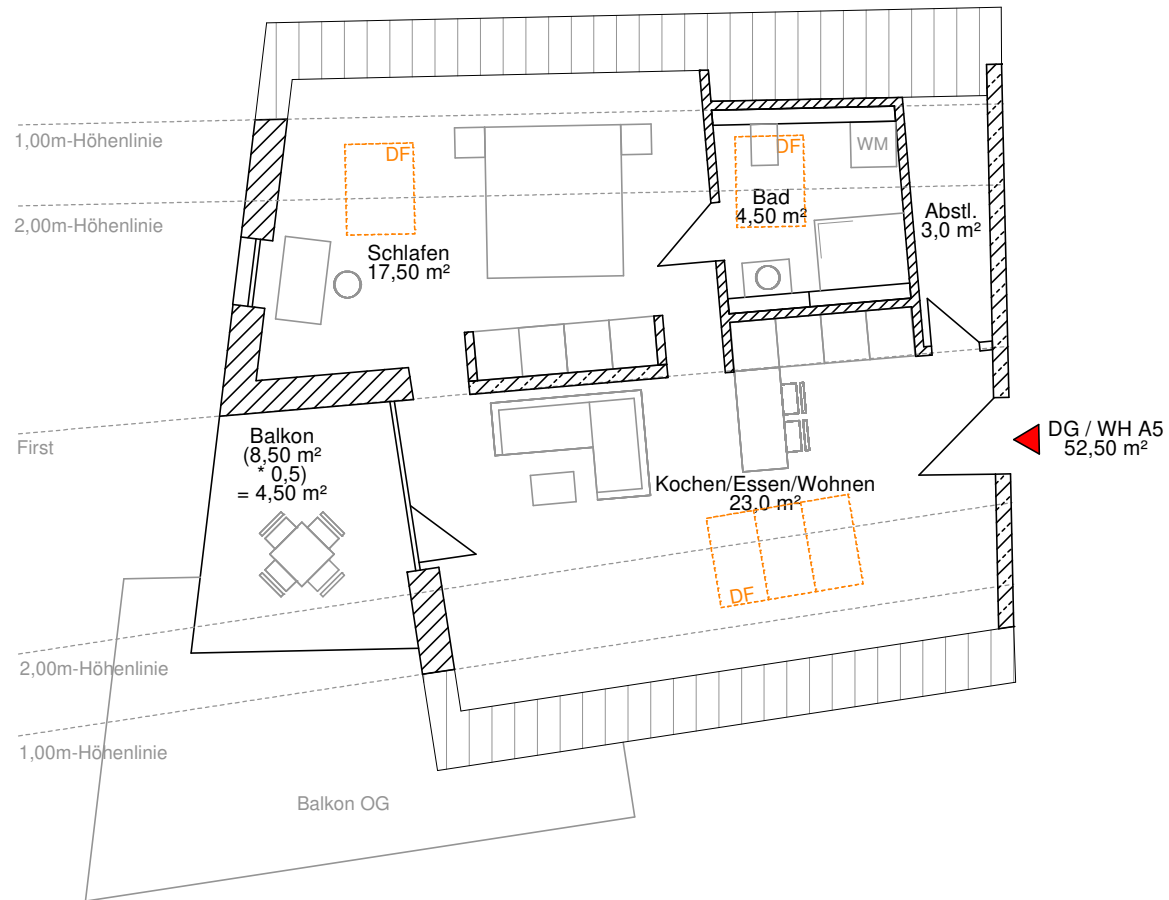 1,00m-Höhenlinie
DF
DF
WM
2,00m-Höhenlinie
Bad
4,50 m²
Abstl.
3,0 m²
Schlafen
17,50 m²
First
Balkon
(8,50 m²
* 0,5)
= 4,50 m²
DG / WH A5
52,50 m²
Kochen/Essen/Wohnen
23,0 m²
DF
2,00m-Höhenlinie
1,00m-Höhenlinie
Balkon OG